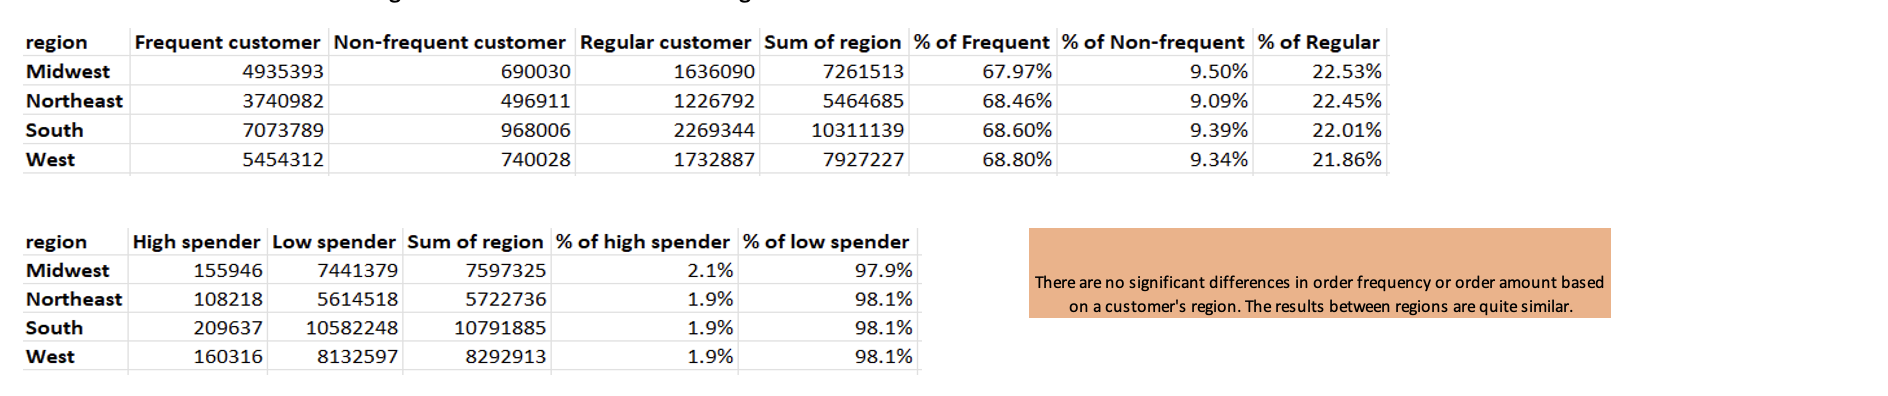 region Frequent customer Non-frequent customer Regular customer Sum of region % of Frequent % of Non-frequent % of Regular
Midwest 4935393 690030 1636090 7261513 67.97% 9.50% 22.53%
Northeast 3740982 496911 1226792 5464685 68.46% 9.09% 22.45%
South 7073789 968006 2269344 10311139 68.60% 9.39% 22.01%
West 5454312 740028 1732887 7927227 68.80% 9.34% 21.86%
region High spender Low spender Sum of region % of high spender % of low spender
Midwest 155946 7441379 7597325 2.1% 97.9%
Northeast 108218 5614518 5722736 1.9% 98.1%
South 209637 10582248 10791885 1.9% 98.1%
West 160316 8132597 8292913 1.9% 98.1%
There are no significant differences in order frequency or order amount based
on a customer's region. The results between regions are quite similar.